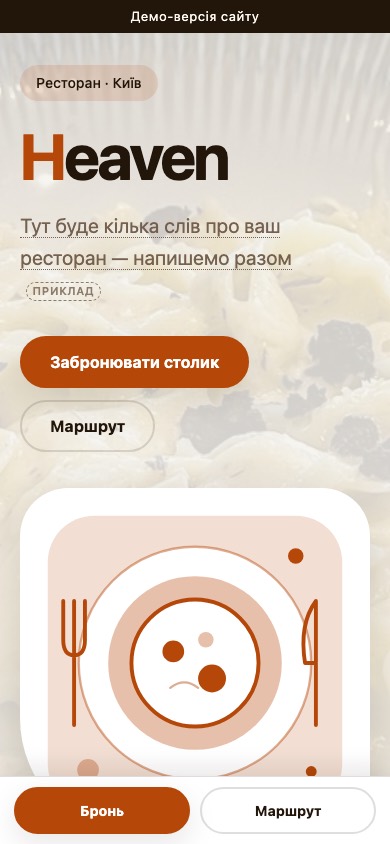 Демо-версія сайту
Ресторан · Київ
Heaven
Тут буде кілька слів про ваш
ресторан — напишемо разом
ПРИКЛАД
Забронювати столик
Маршрут
Бронь
Маршрут